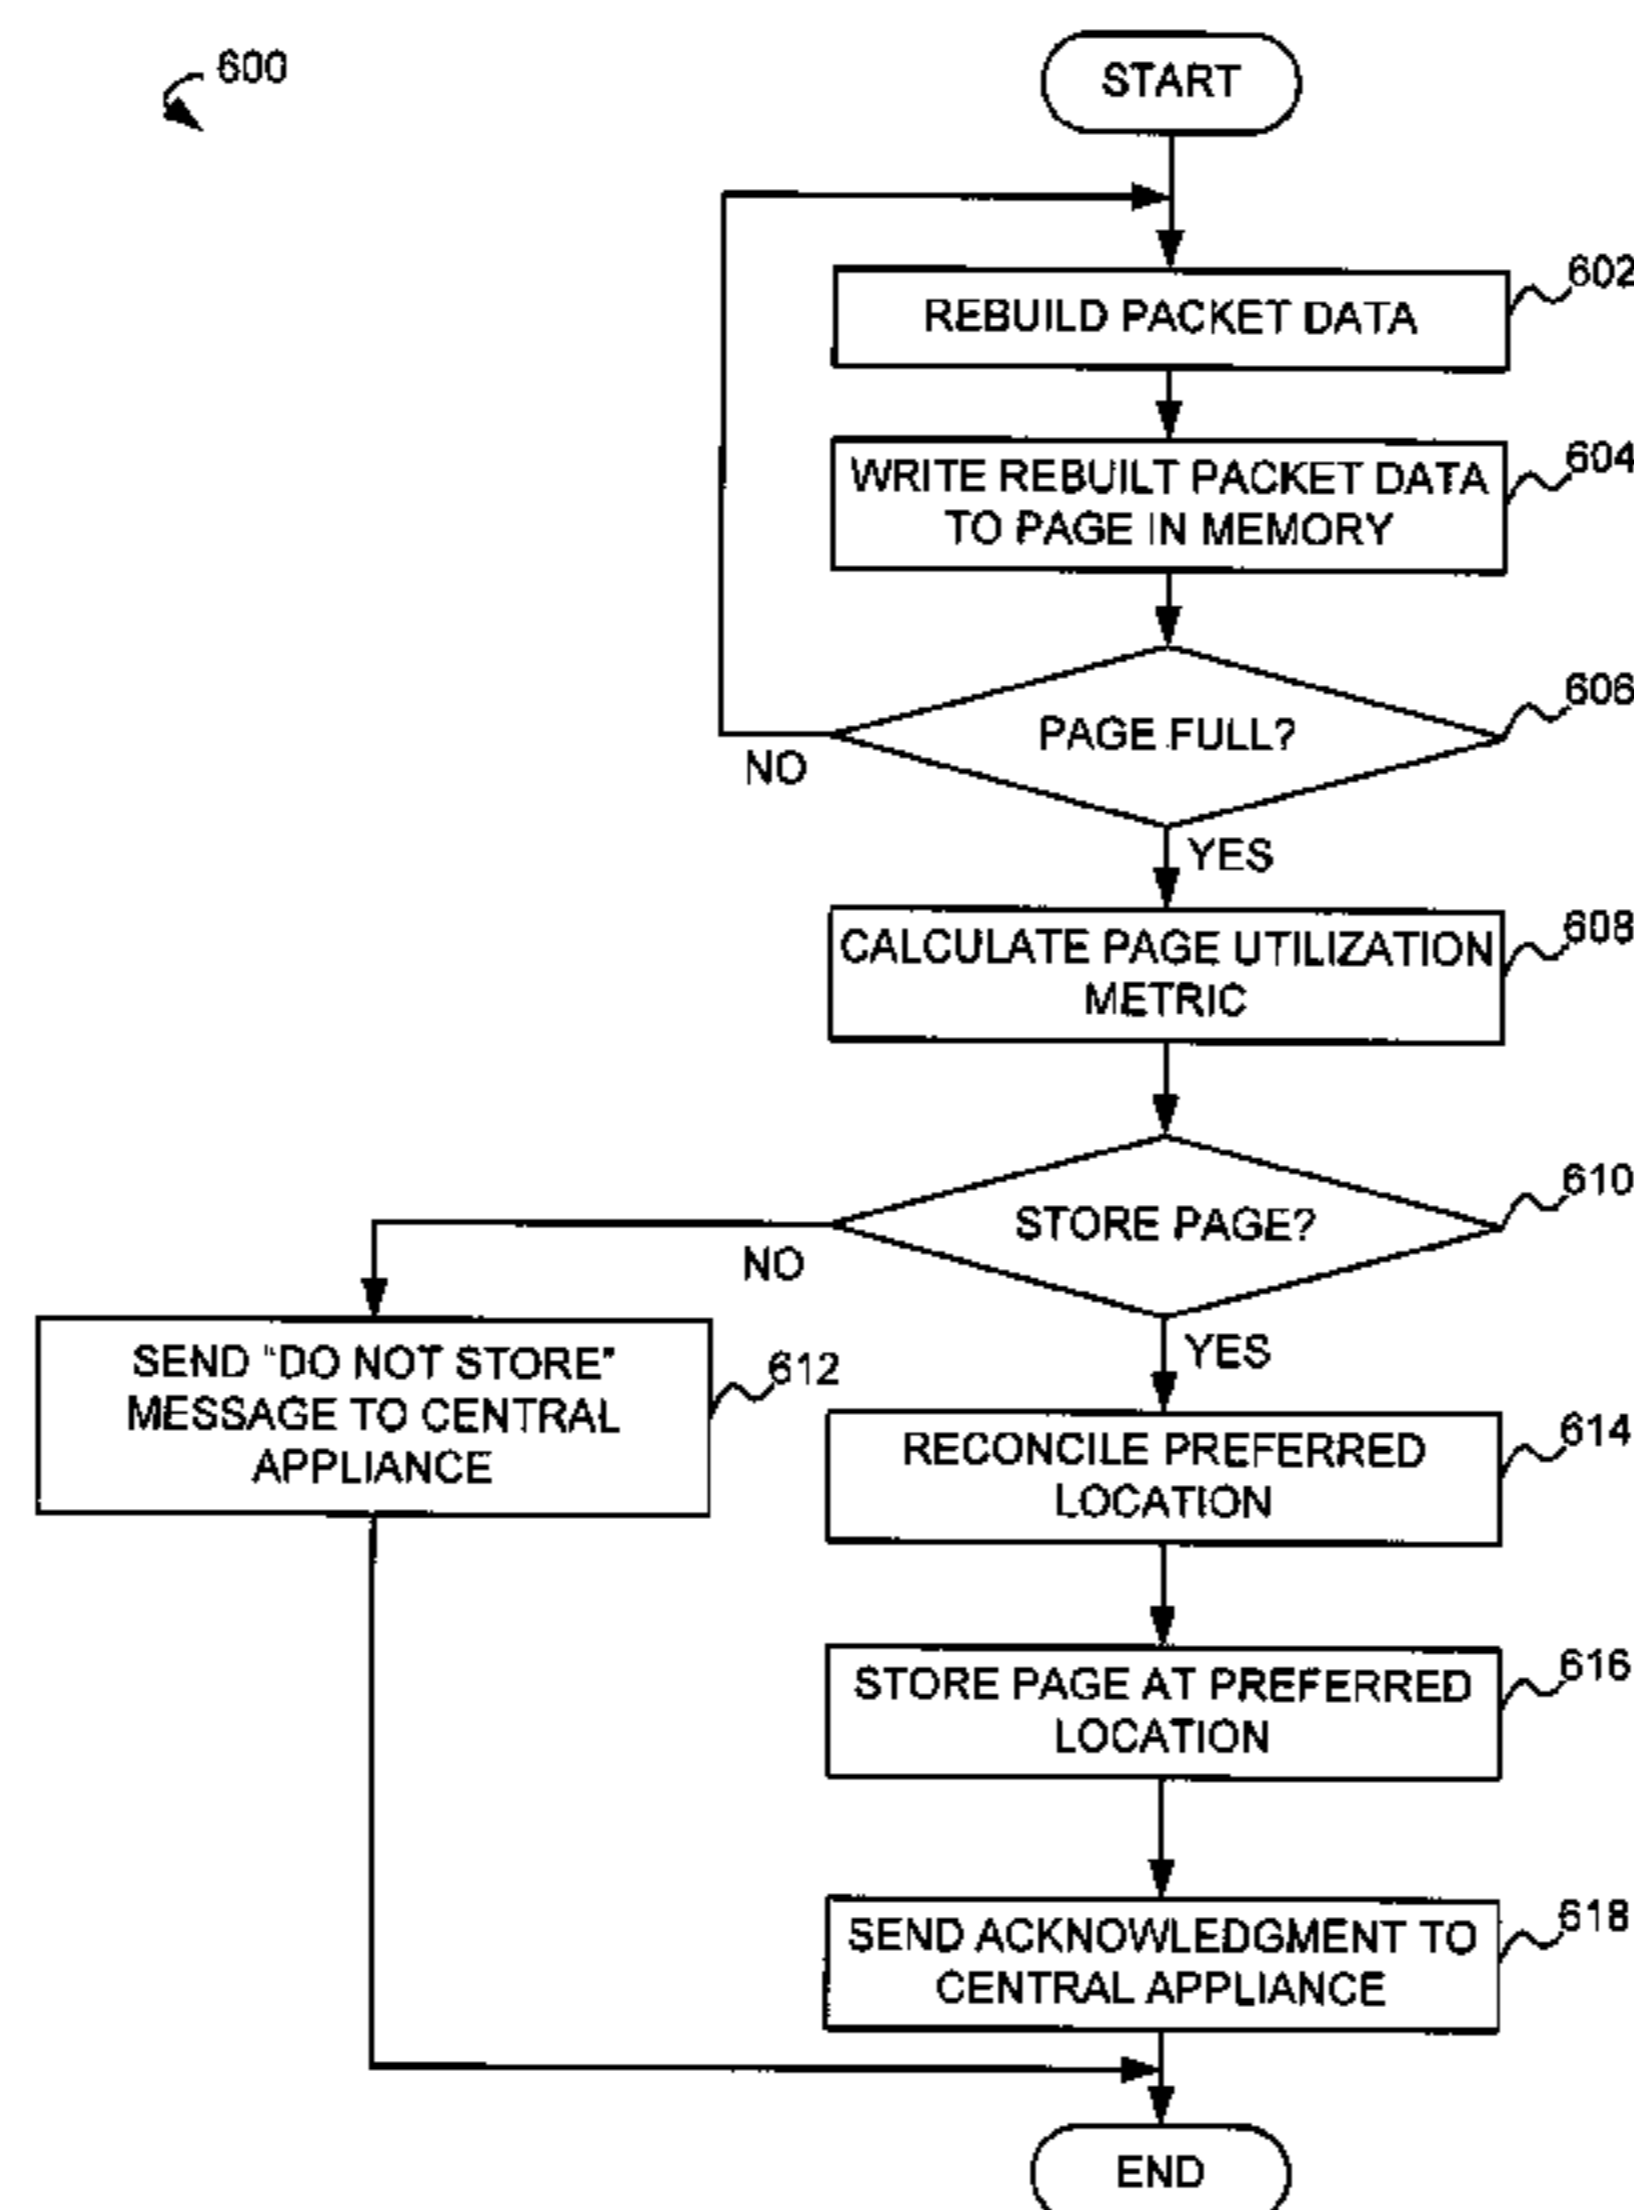 600
START
REBUILD PACKET DATA
602
WRITE REBUILT PACKET DATA
TO PAGE IN MEMORY
604
PAGE FULL?
606
NO
YES
CALCULATE PAGE UTILIZATION
METRIC
608
STORE PAGE?
610
NO
YES
SEND "DO NOT STORE"
MESSAGE TO CENTRAL
APPLIANCE
612
RECONCILE PREFERRED
LOCATION
614
STORE PAGE AT PREFERRED
LOCATION
616
SEND ACKNOWLEDGMENT TO
CENTRAL APPLIANCE
618
END